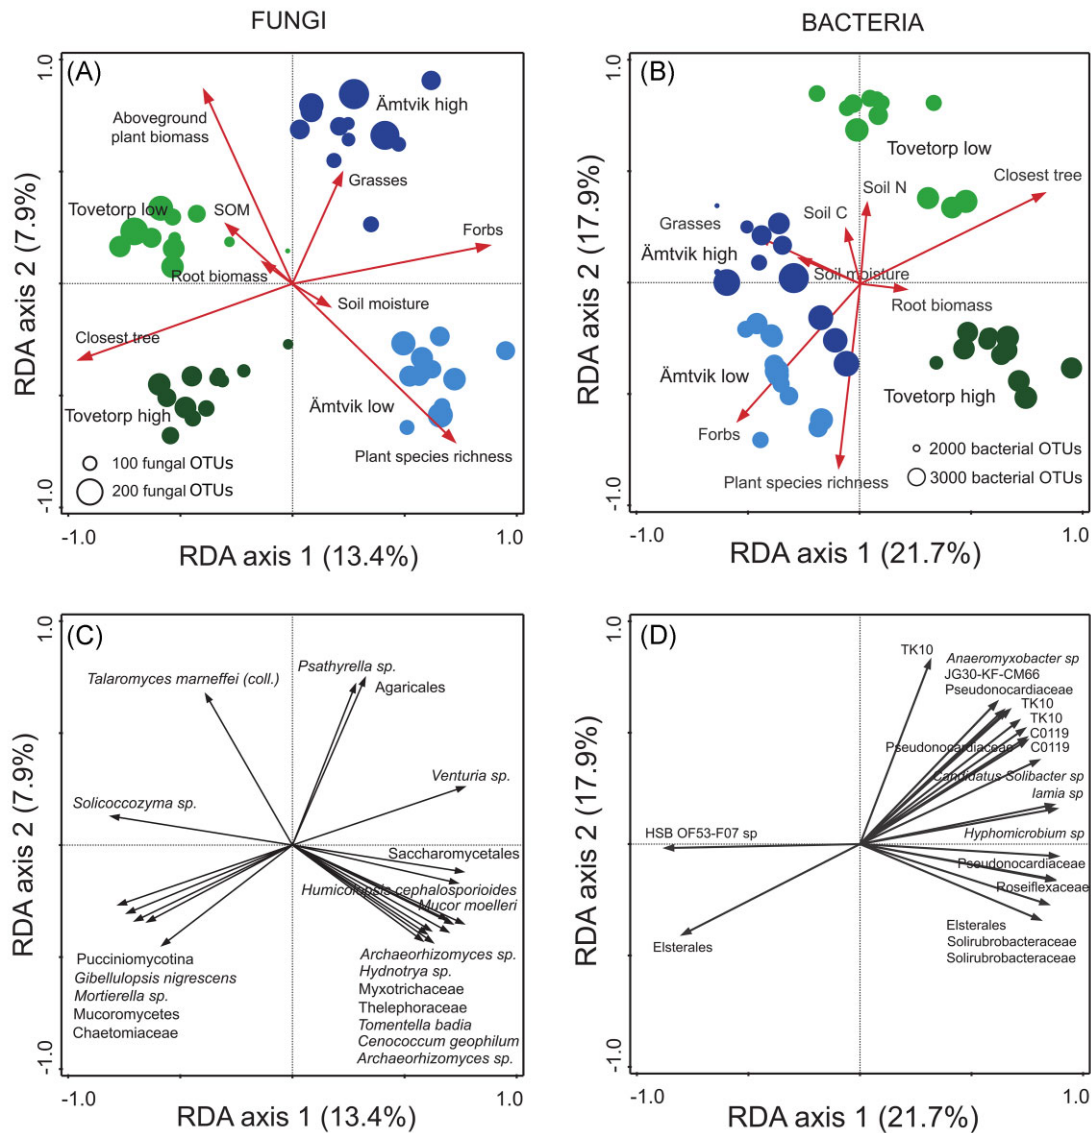 FUNGI
BACTERIA
(A)
1.0
Aboveground
plant biomass
Ämtvik high
Grasses
Tovetorp low
SOM
Forbs
Root biomass
Soil moisture
Closest tree
Tovetorp high
Ämtvik low
Plant species richness
100 fungal OTUs
200 fungal OTUs
-1.0
RDA axis 2 (7.9%)
-1.0
1.0
RDA axis 1 (13.4%)
(B)
1.0
Tovetorp low
Closest tree
Soil N
Soil C
Grasses
Ämtvik high
Soil moisture
Root biomass
Ämtvik low
Tovetorp high
Forbs
2000 bacterial OTUs
Plant species richness
3000 bacterial OTUs
-1.0
RDA axis 2 (17.9%)
-1.0
1.0
RDA axis 1 (21.7%)
(C)
1.0
Psathyrella sp.
Talaromyces marneffei (coll.)
Agaricales
Venturia sp.
Solicoccozyma sp.
Saccharomycetales
Humicolopsis cephalosporioides
Mucor moelleri
Pucciniomycotina
Gibellulopsis nigrescens
Mortierella sp.
Mucoromycetes
Chaetomiaceae
Archaeorhizomyces sp.
Hydnotrya sp.
Myxotrichaceae
Thelephoraceae
Tomentella badia
Cenococcum geophilum
Archaeorhizomyces sp.
-1.0
RDA axis 2 (7.9%)
-1.0
1.0
RDA axis 1 (13.4%)
(D)
1.0
TK10
Anaeromyxobacter sp
JG30-KF-CM66
Pseudonocardiaceae
TK10
TK10
C0119
Pseudonocardiaceae
C0119
Candidatus Solibacter sp
Iamia sp
HSB OF53-F07 sp
Hyphomicrobium sp
Pseudonocardiaceae
Roseiflexaceae
Elsterales
Elsterales
Solirubrobacteraceae
Solirubrobacteraceae
-1.0
RDA axis 2 (17.9%)
-1.0
1.0
RDA axis 1 (21.7%)